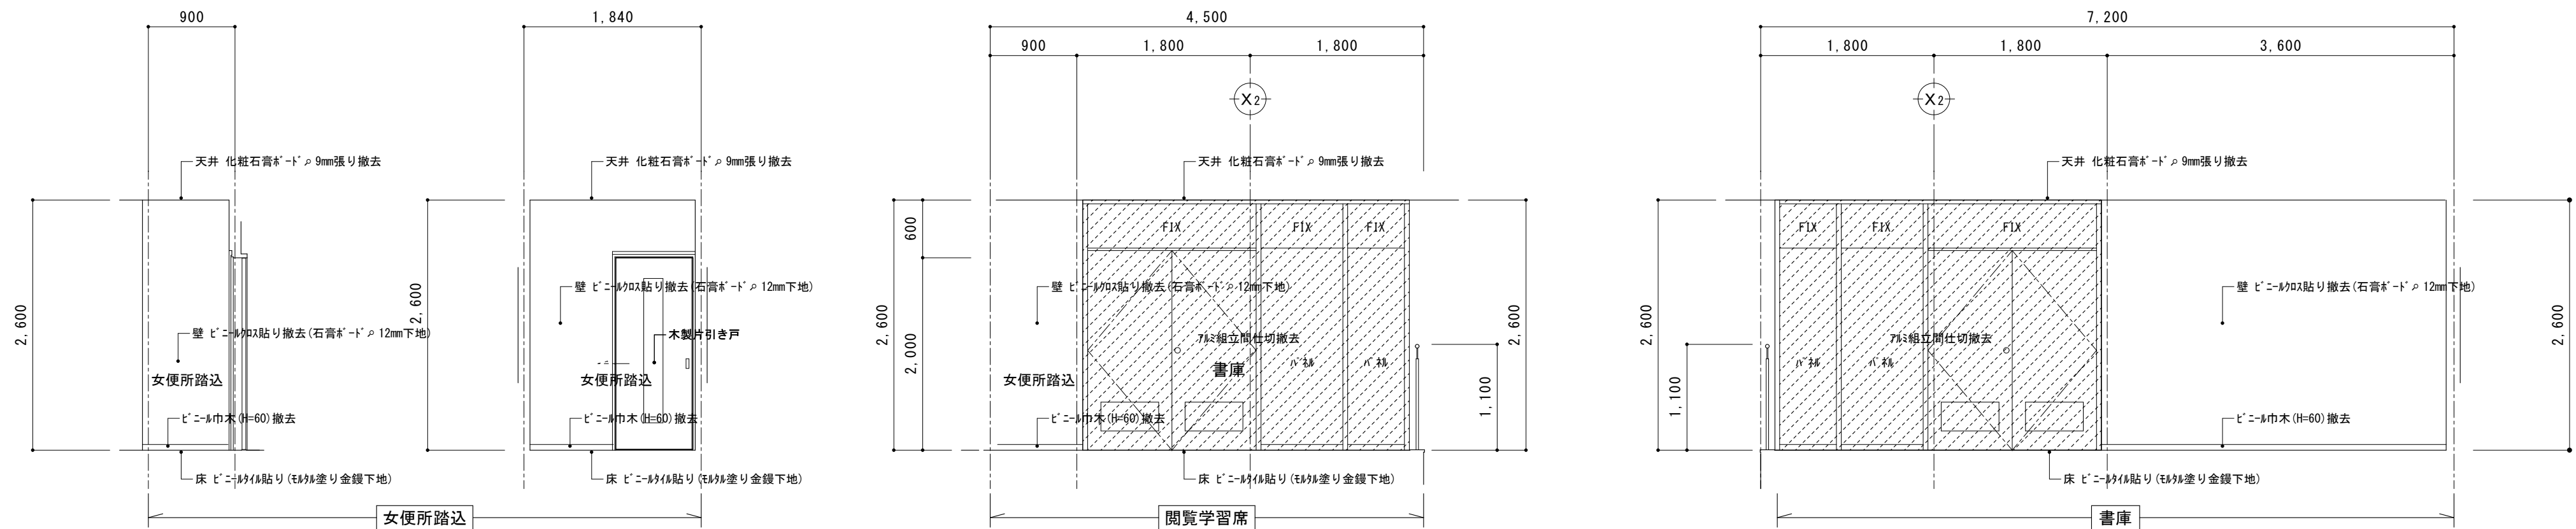 900
1,840
4,500
7,200
900
1,800
1,800
1,800
1,800
3,600
X2
X2
天井 化粧石膏ﾎﾞｰﾄﾞ 9mm張り撤去
天井 化粧石膏ﾎﾞｰﾄﾞ 9mm張り撤去
天井 化粧石膏ﾎﾞｰﾄﾞ 9mm張り撤去
天井 化粧石膏ﾎﾞｰﾄﾞ 9mm張り撤去
600
FIX
FIX
FIX
FIX
FIX
FIX
壁 ﾋﾞﾆｰﾙｸﾛｽ貼り撤去(石膏ﾎﾞｰﾄﾞ 12mm下地)
壁 ﾋﾞﾆｰﾙｸﾛｽ貼り撤去(石膏ﾎﾞｰﾄﾞ 12mm下地)
壁 ﾋﾞﾆｰﾙｸﾛｽ貼り撤去(石膏ﾎﾞｰﾄﾞ 12mm下地)
2,600
2,600
2,600
2,600
2,600
2,600
壁 ﾋﾞﾆｰﾙｸﾛｽ貼り撤去(石膏ﾎﾞｰﾄﾞ 12mm下地)
木製片引き戸
ｱﾙﾐ組立間仕切撤去
ｱﾙﾐ組立間仕切撤去
2,000
ﾊﾟﾈﾙ
ﾊﾟﾈﾙ
ﾊﾟﾈﾙ
ﾊﾟﾈﾙ
女便所踏込
女便所踏込
女便所踏込
書庫
1,100
1,100
ﾋﾞﾆｰﾙ巾木(H=60)撤去
ﾋﾞﾆｰﾙ巾木(H=60)撤去
ﾋﾞﾆｰﾙ巾木(H=60)撤去
ﾋﾞﾆｰﾙ巾木(H=60)撤去
床 ﾋﾞﾆｰﾙﾀｲﾙ貼り(ﾓﾙﾀﾙ塗り金鏝下地)
床 ﾋﾞﾆｰﾙﾀｲﾙ貼り(ﾓﾙﾀﾙ塗り金鏝下地)
床 ﾋﾞﾆｰﾙﾀｲﾙ貼り(ﾓﾙﾀﾙ塗り金鏝下地)
床 ﾋﾞﾆｰﾙﾀｲﾙ貼り(ﾓﾙﾀﾙ塗り金鏝下地)
女便所踏込
閲覧学習席
書庫